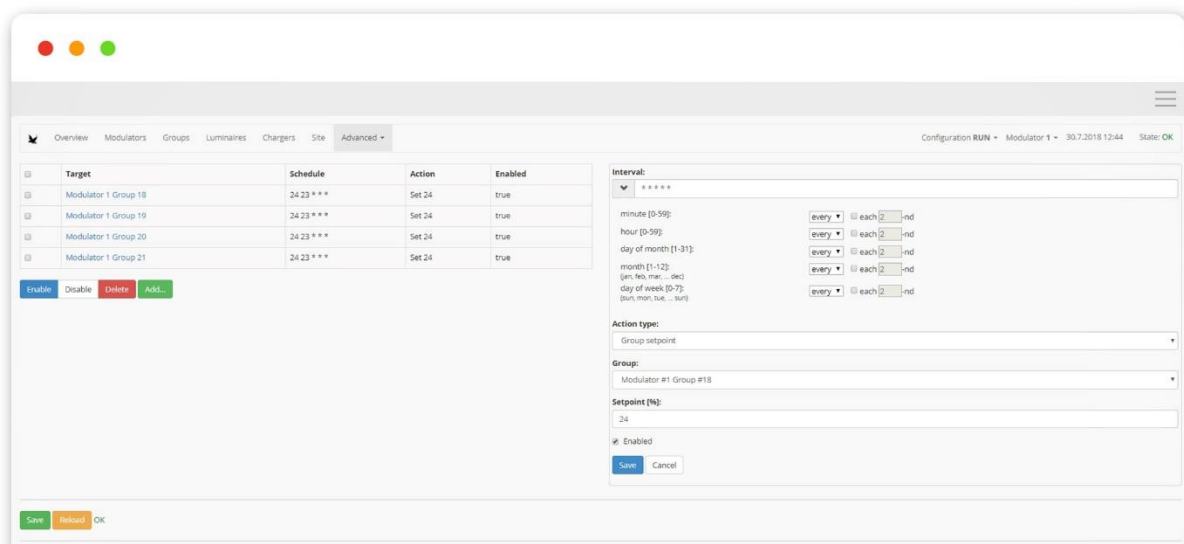 Overview Modulators Groups Luminaires Chargers Site Advanced
Configuration RUN Modulator 1 30.7.2018 12:44 State: OK
Target Schedule Action Enabled
Modulator 1 Group 18 24 23 * * * Set 24 true
Modulator 1 Group 19 24 23 * * * Set 24 true
Modulator 1 Group 20 24 23 * * * Set 24 true
Modulator 1 Group 21 24 23 * * * Set 24 true
Enable Disable Delete Add...
Interval:
* * * * *
minute [0-59]: every each 2 -nd
hour [0-59]: every each 2 -nd
day of month [1-31]: every each 2 -nd
month [1-12]: every each 2 -nd
(jan, feb, mar, ... dec)
day of week [0-7]: every each 2 -nd
(sun, mon, tue, ... sun)
Action type:
Group setpoint
Group:
Modulator #1 Group #18
Setpoint [%]:
24
Enabled
Save Cancel
Save Reload OK